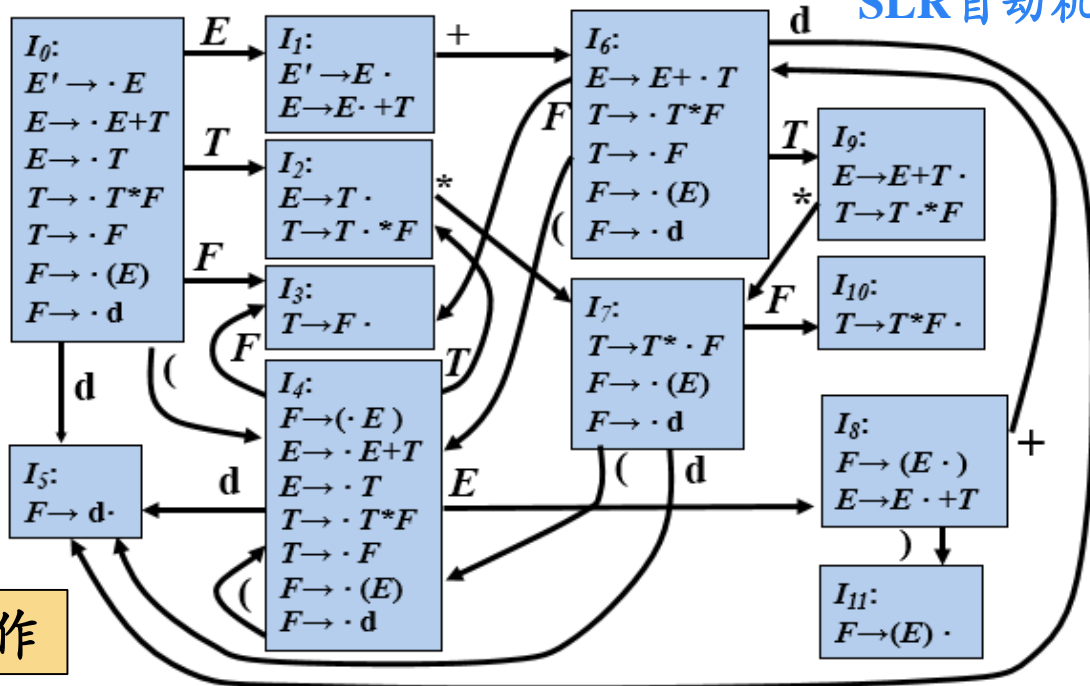 SLR自动机
I0:
E' → · E
E→ · E+T
E→ · T
T→ · T*F
T→ · F
F→ · (E)
F→ · d
E
T
F
d
(
I1:
E' →E ·
E→E· +T
+
I2:
E→T ·
T→T · *F
*
I3:
T→F ·
F
T
I4:
F→(· E )
E→ · E+T
E→ · T
T→ · T*F
T→ · F
F→ · (E)
F→ · d
d
E
(
I5:
F→ d·
I6:
E→ E+ · T
T→ · T*F
T→ · F
F→ · (E)
F→ · d
d
F
(
T
I7:
T→T* · F
F→ · (E)
F→ · d
F
(
d
I9:
E→E+T ·
T→T ·*F
*
I10:
T→T*F ·
I8:
F→ (E · )
E→E · +T
+
)
I11:
F→(E) ·
作